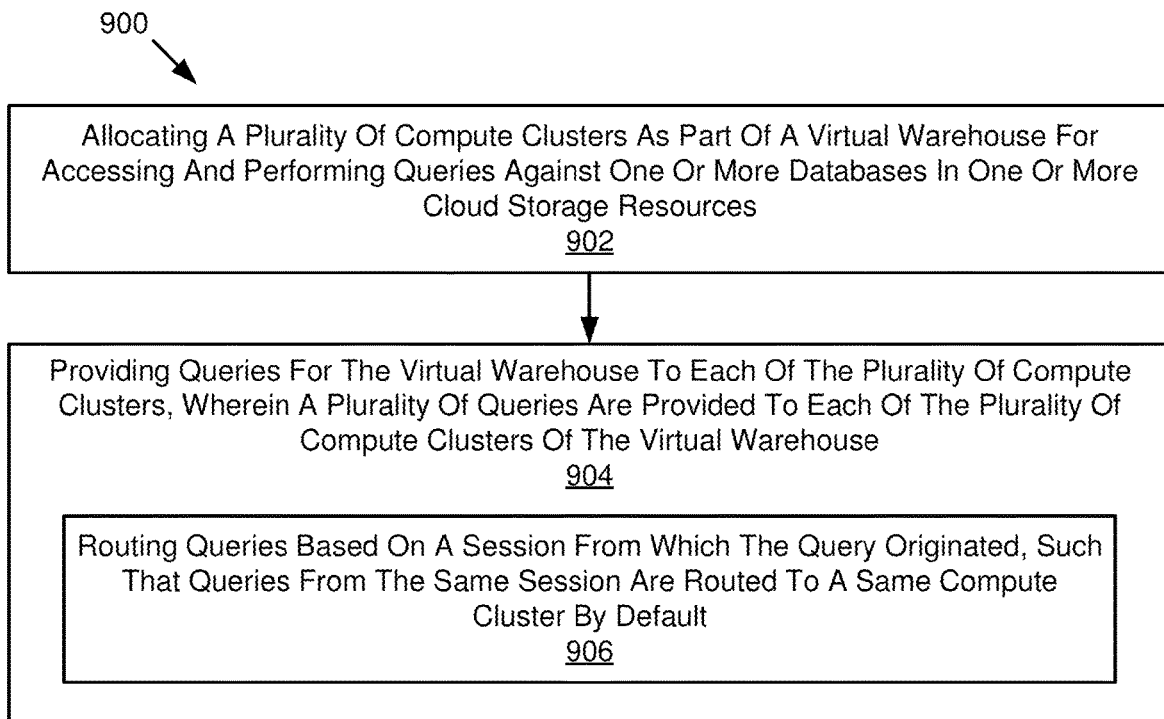 900
Allocating A Plurality Of Compute Clusters As Part Of A Virtual Warehouse For
Accessing And Performing Queries Against One Or More Databases In One Or More
Cloud Storage Resources
902
Providing Queries For The Virtual Warehouse To Each Of The Plurality Of Compute
Clusters, Wherein A Plurality Of Queries Are Provided To Each Of The Plurality Of
Compute Clusters Of The Virtual Warehouse
904
Routing Queries Based On A Session From Which The Query Originated, Such
That Queries From The Same Session Are Routed To A Same Compute
Cluster By Default
906